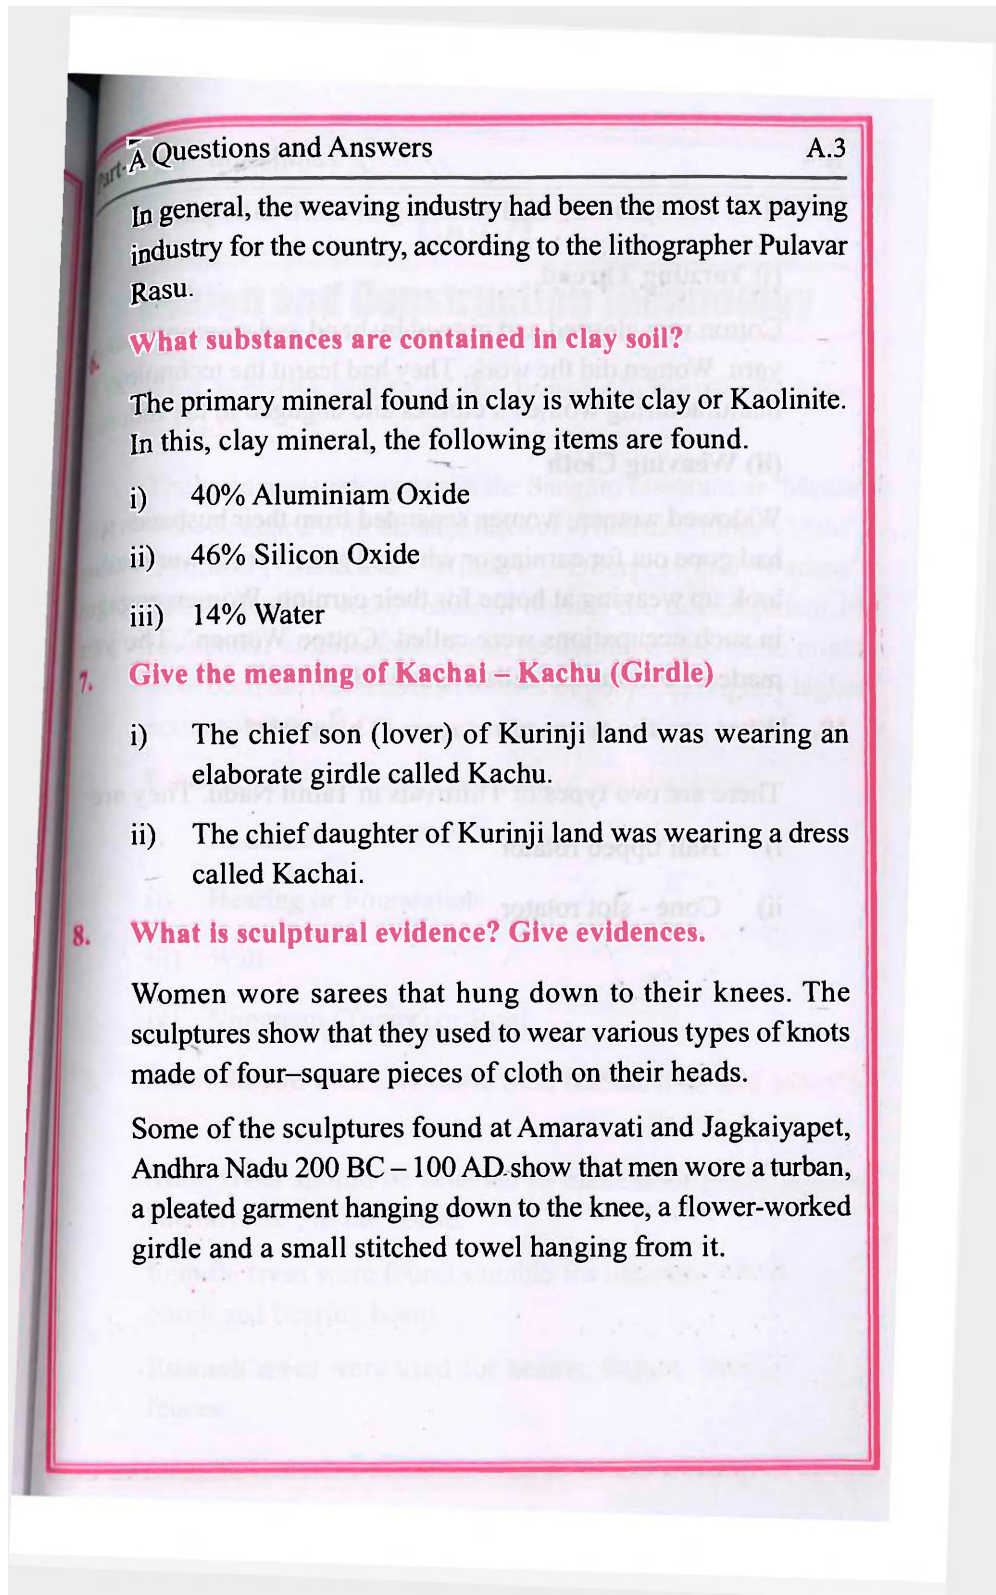 Part-A Questions and Answers A.3
In general, the weaving industry had been the most tax paying
industry for the country, according to the lithographer Pulavar
Rasu.
6. What substances are contained in clay soil?
The primary mineral found in clay is white clay or Kaolinite.
In this, clay mineral, the following items are found.
i) 40% Aluminiam Oxide
ii) 46% Silicon Oxide
iii) 14% Water
7. Give the meaning of Kachai – Kachu (Girdle)
i) The chief son (lover) of Kurinji land was wearing an
elaborate girdle called Kachu.
ii) The chief daughter of Kurinji land was wearing a dress
called Kachai.
8. What is sculptural evidence? Give evidences.
Women wore sarees that hung down to their knees. The
sculptures show that they used to wear various types of knots
made of four–square pieces of cloth on their heads.
Some of the sculptures found at Amaravati and Jagkaiyapet,
Andhra Nadu 200 BC – 100 AD show that men wore a turban,
a pleated garment hanging down to the knee, a flower-worked
girdle and a small stitched towel hanging from it.